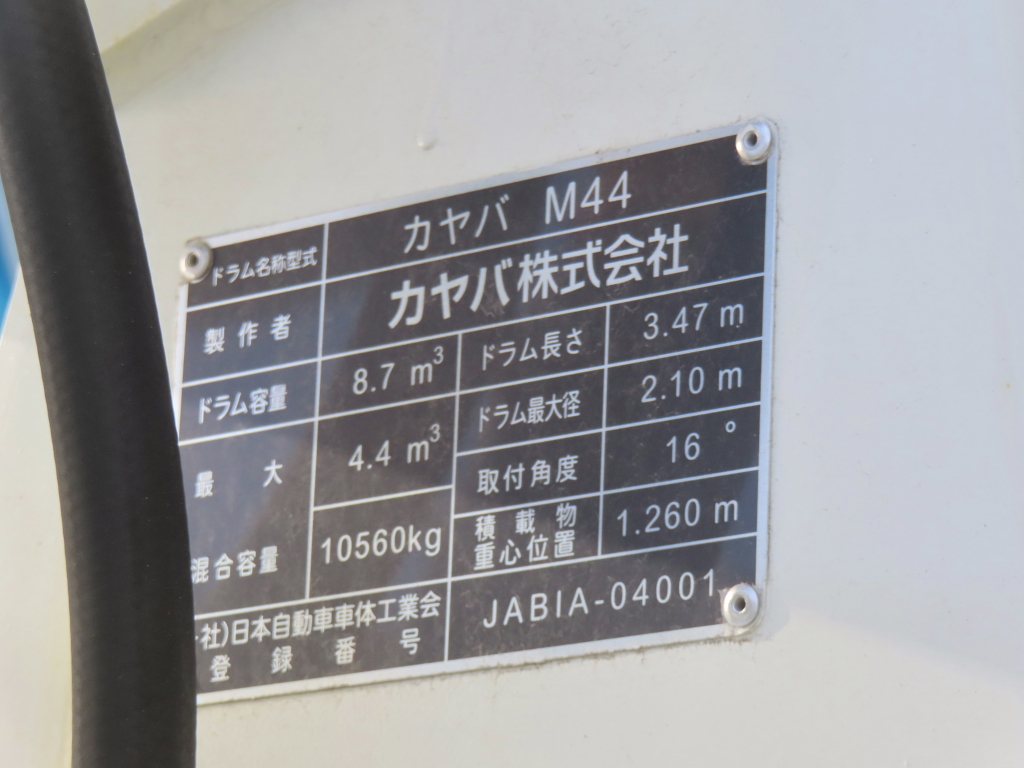 ドラム名称型式 カヤバ M44
製作者 カヤバ株式会社
ドラム容量 8.7 m³ ドラム長さ 3.47 m
最大混合容量 4.4 m³ ドラム最大径 2.10 m
10560kg 取付角度 16 °
積載物重心位置 1.260 m
社)日本自動車車体工業会
登録番号 JABIA-04001